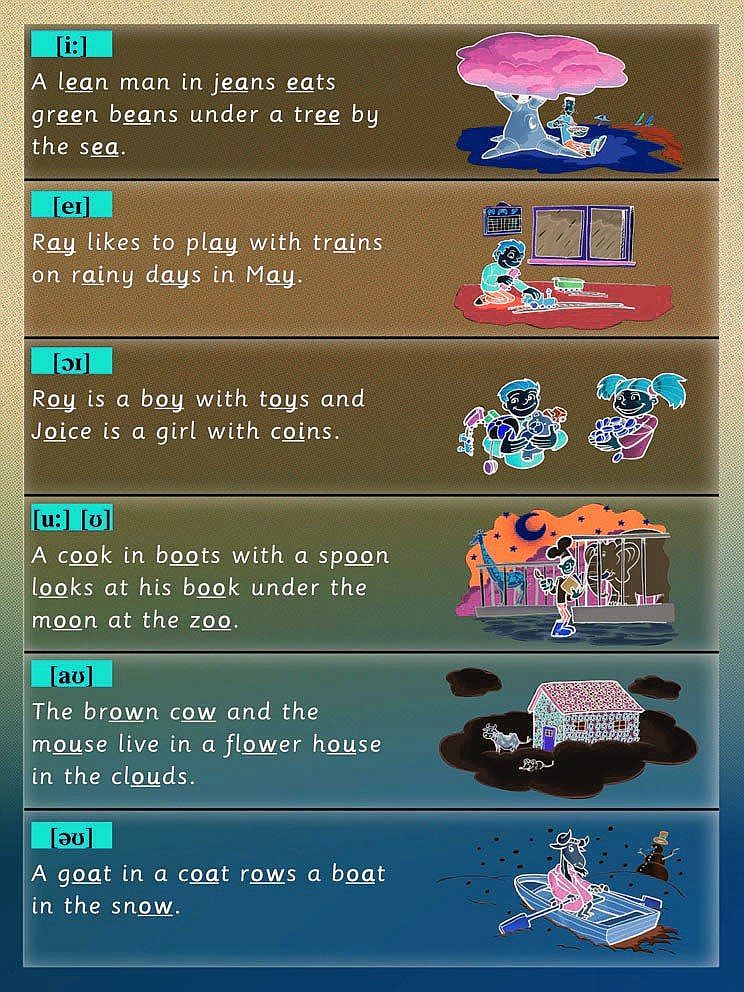 [i:]
A lean man in jeans eats
green beans under a tree by
the sea.
[eɪ]
Ray likes to play with trains
on rainy days in May.
[ɔɪ]
Roy is a boy with toys and
Joice is a girl with coins.
[u:] [ʊ]
A cook in boots with a spoon
looks at his book under the
moon at the zoo.
[aʊ]
The brown cow and the
mouse live in a flower house
in the clouds.
[əʊ]
A goat in a coat rows a boat
in the snow.